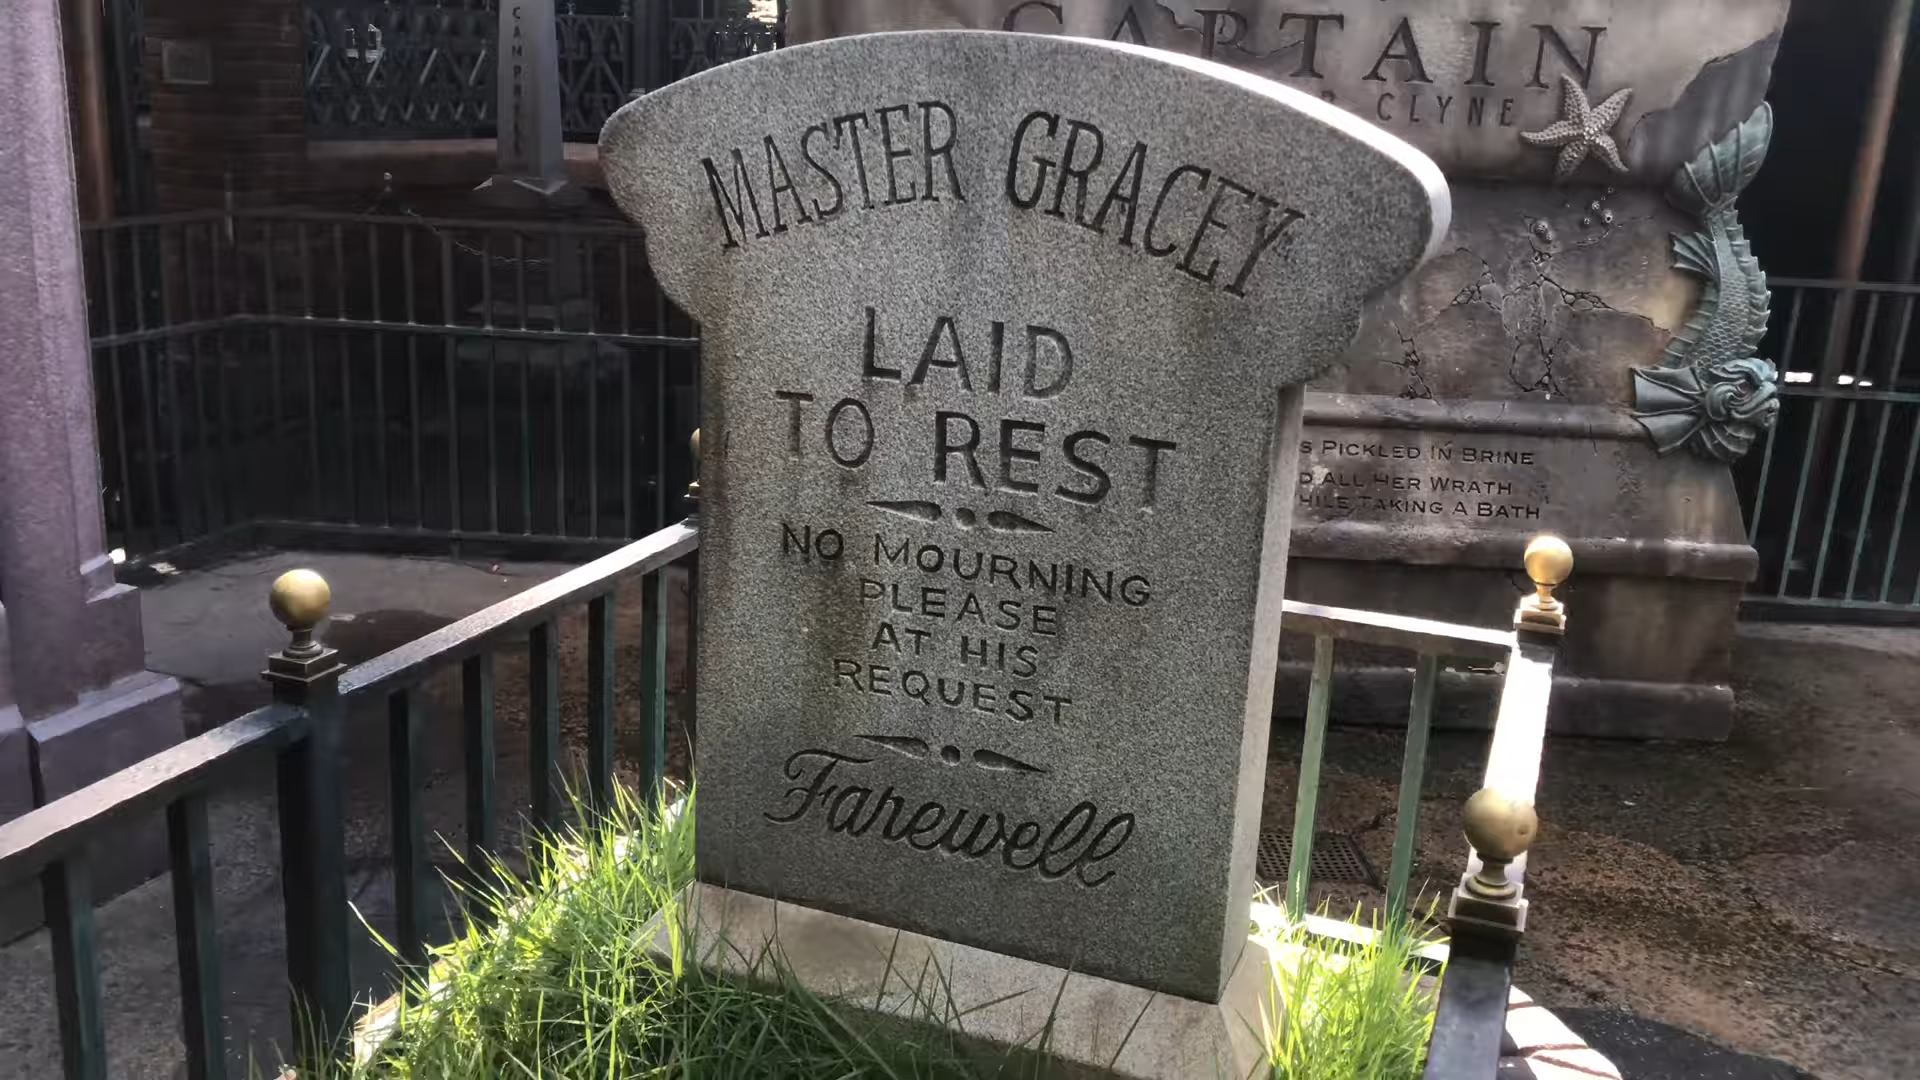 MASTER GRACEY
LAID
TO REST
NO MOURNING
PLEASE
AT HIS
REQUEST
Farewell
CAPTAIN
CLYNE
PICKLED IN BRINE
ALL HER WRATH
TAKING A BATH